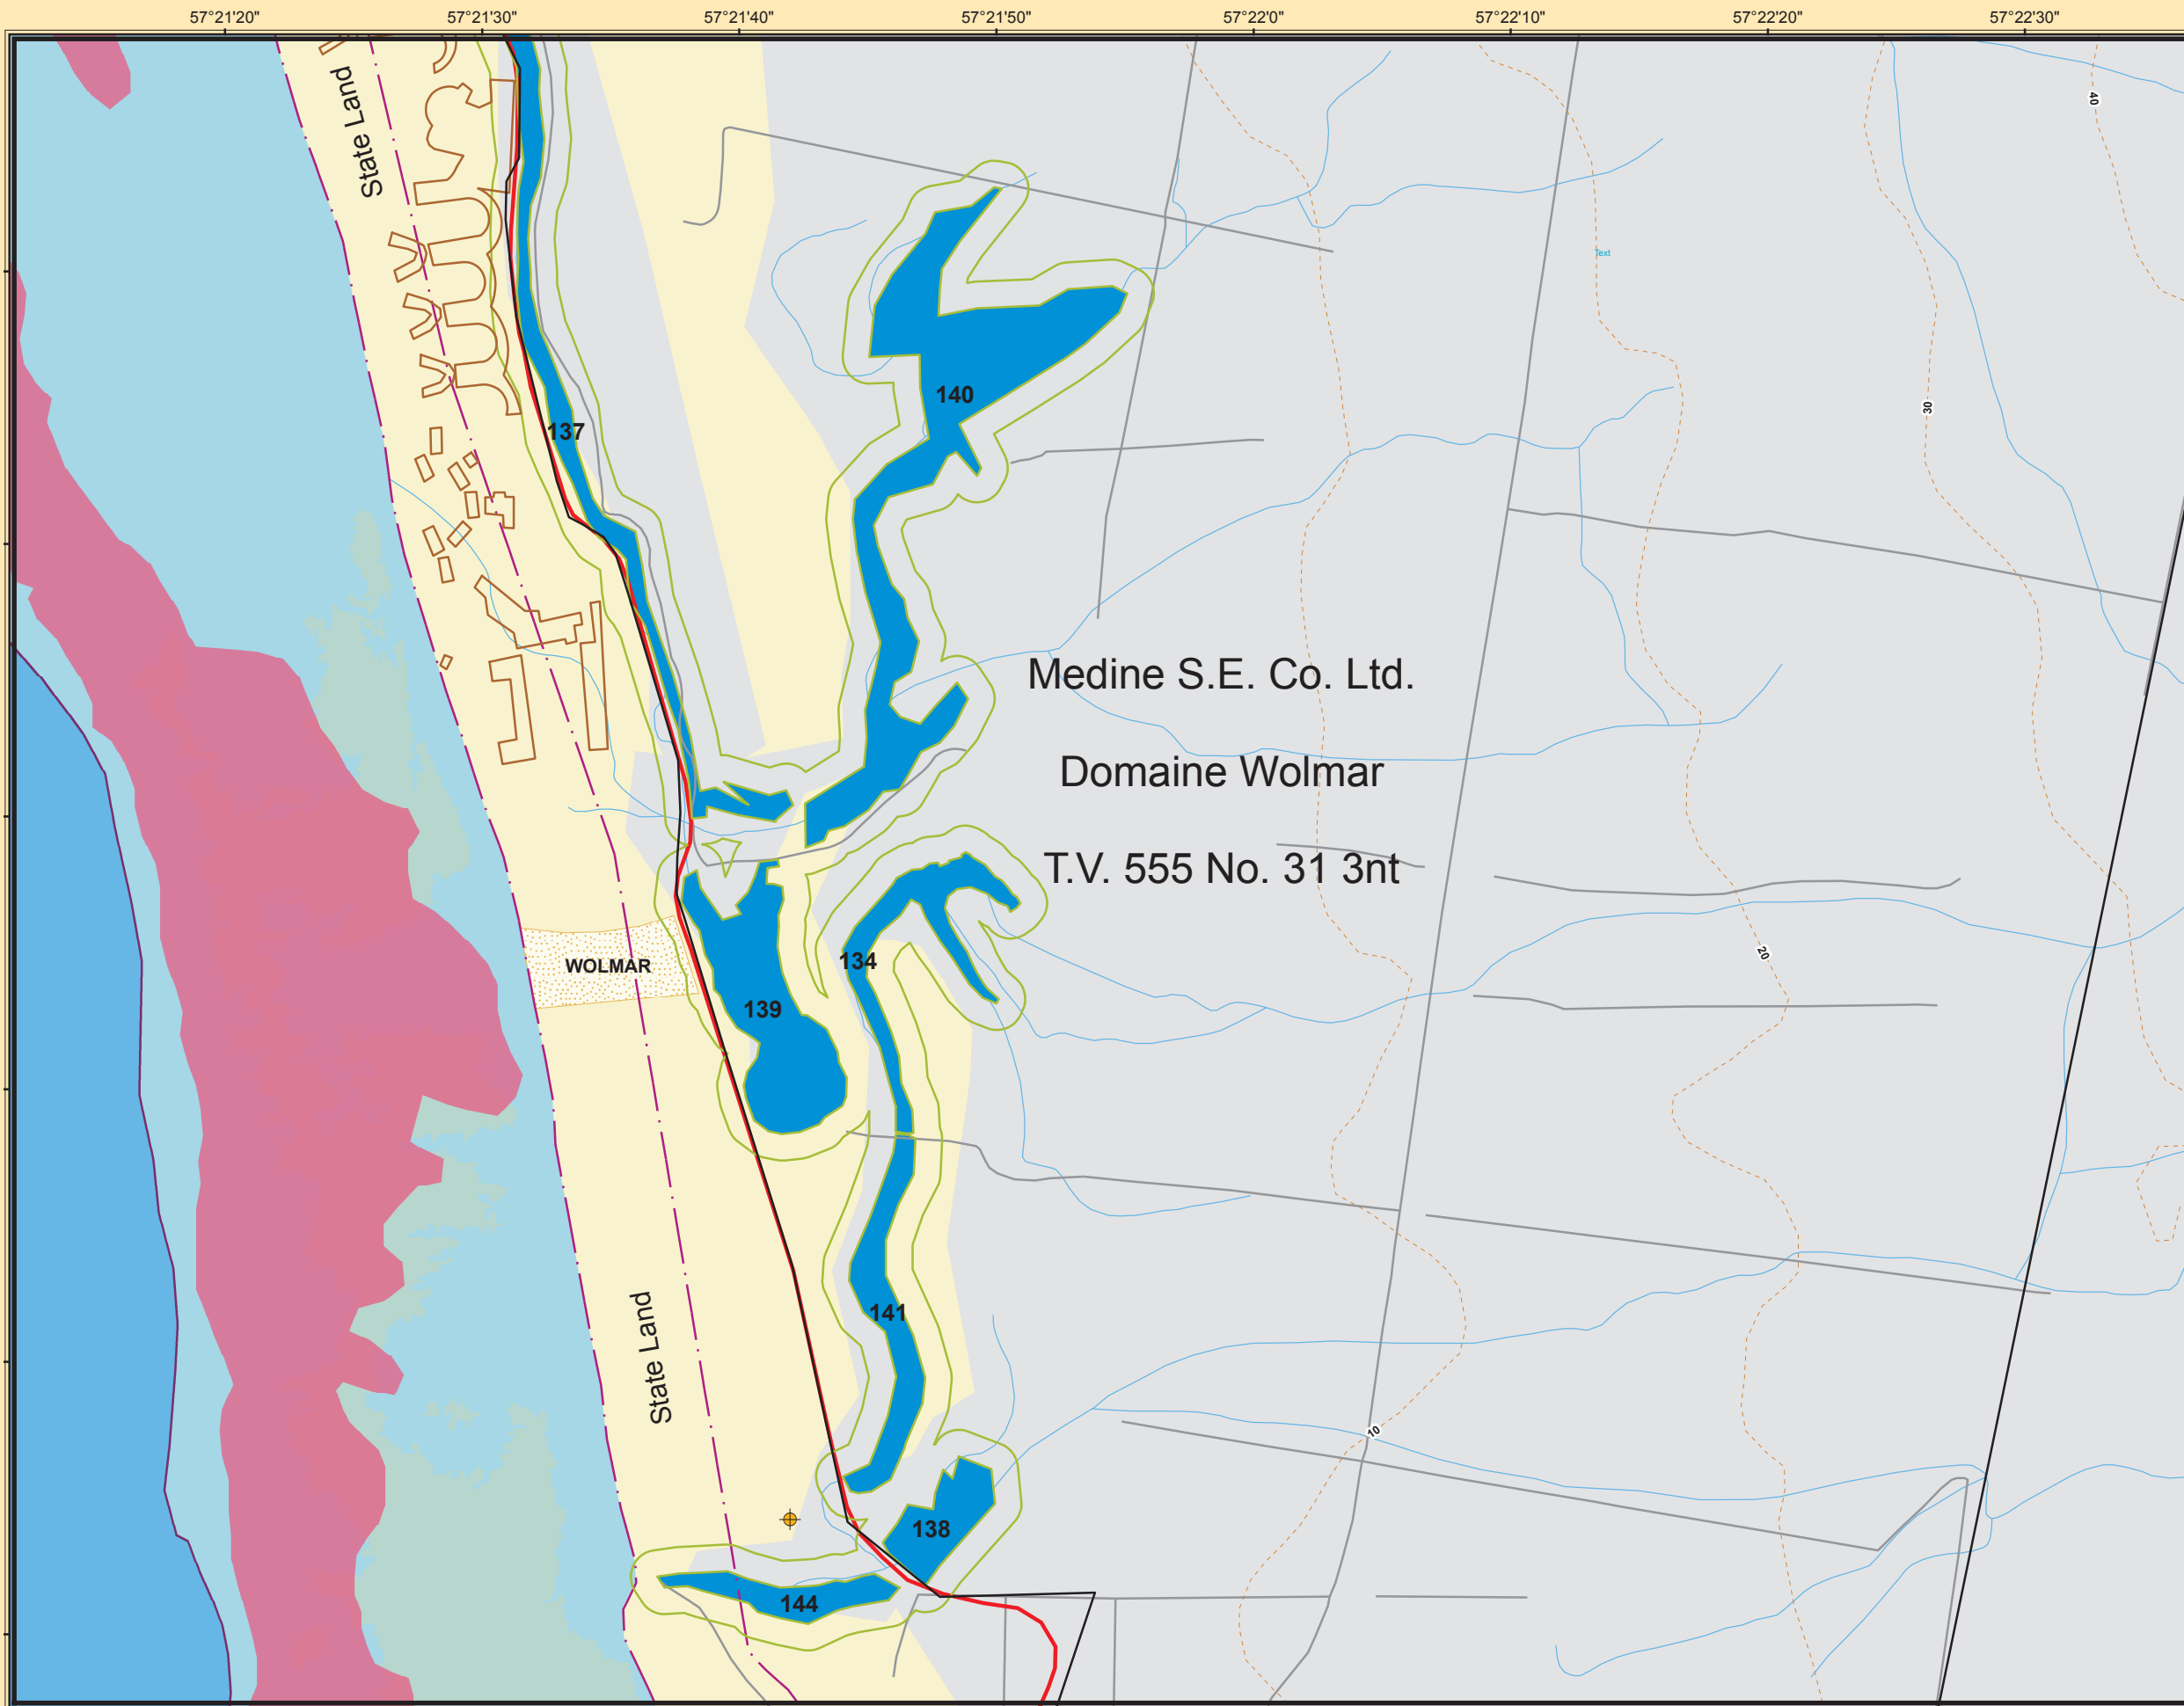 57°21'20" 57°21'30" 57°21'40" 57°21'50" 57°22'0" 57°22'10" 57°22'20" 57°22'30"
State Land
40
Text
140
30
137
Medine S.E. Co. Ltd.
Domaine Wolmar
T.V. 555 No. 31 3nt
20
134
WOLMAR
139
141
State Land
10
138
144